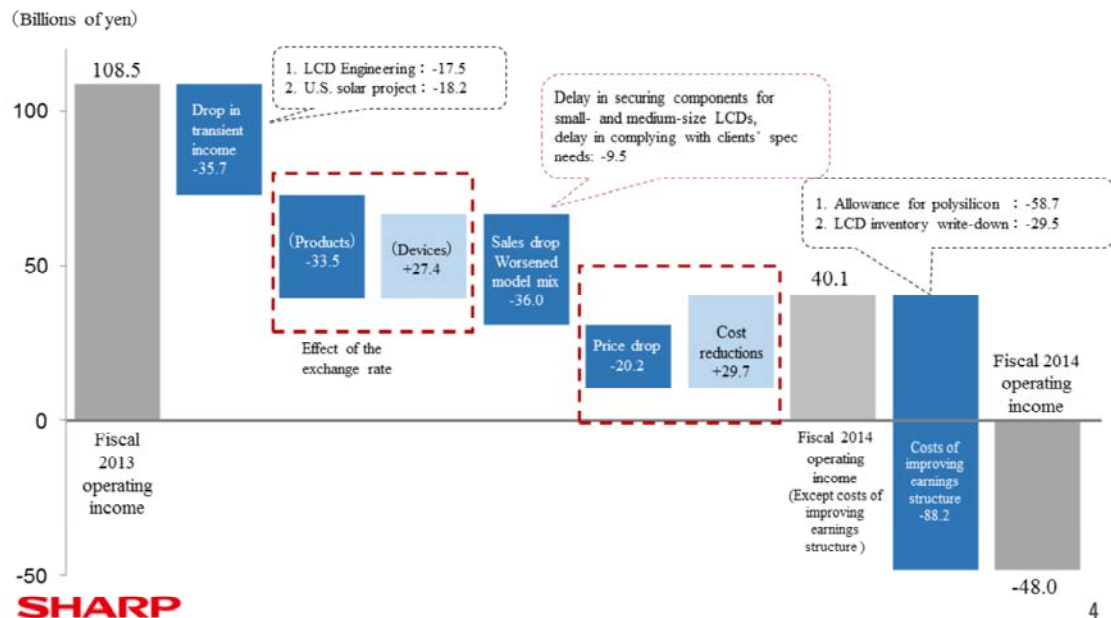 (Billions of yen)
108.5
100
50
0
-50
Fiscal
2013
operating
income
Drop in
transient
income
-35.7
1. LCD Engineering： -17.5
2. U.S. solar project： -18.2
(Products)
-33.5
(Devices)
+27.4
Effect of the
exchange rate
Sales drop
Worsened
model mix
-36.0
Delay in securing components for
small- and medium-size LCDs,
delay in complying with clients’ spec
needs: -9.5
Price drop
-20.2
Cost
reductions
+29.7
40.1
Fiscal 2014
operating
income
(Except costs of
improving
earnings
structure )
1. Allowance for polysilicon ：-58.7
2. LCD inventory write-down：-29.5
Costs of
improving
earnings
structure
-88.2
Fiscal 2014
operating
income
-48.0
SHARP
4